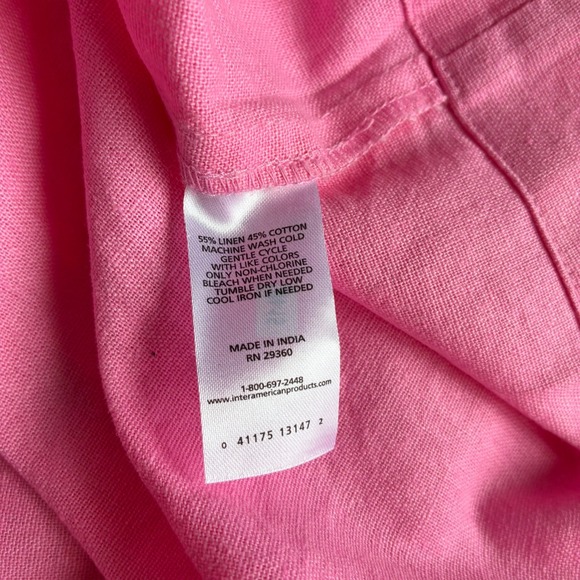 55% LINEN 45% COTTON
MACHINE WASH COLD
GENTLE CYCLE
WITH LIKE COLORS
ONLY NON-CHLORINE
BLEACH WHEN NEEDED
TUMBLE DRY LOW
COOL IRON IF NEEDED
MADE IN INDIA
RN 29360
1-800-697-2448
www.interamericanproducts.com
0 41175 13147 2